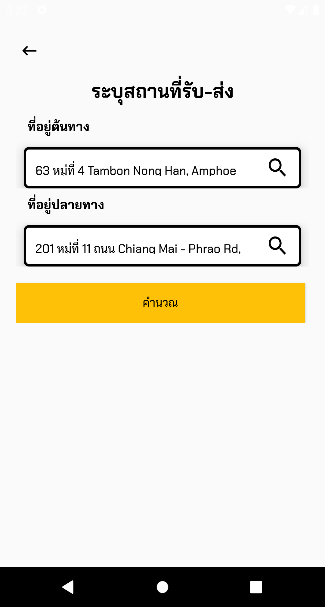 ระบุสถานที่รับ-ส่ง
ที่อยู่ต้นทาง
63 หมู่ที่ 4 Tambon Nong Han, Amphoe
ที่อยู่ปลายทาง
201 หมู่ที่ 11 ถนน Chiang Mai - Phrao Rd,
คำนวณ